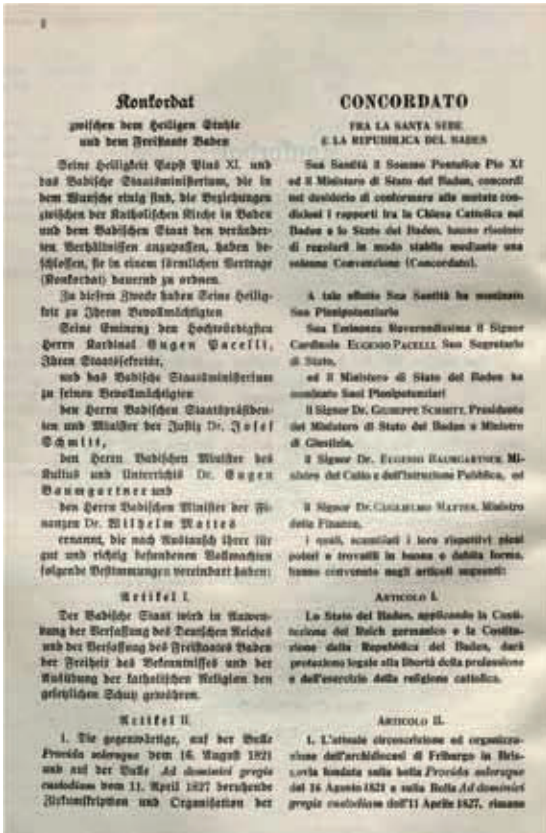 Konkordat
zwischen dem Heiligen Stuhle
und dem Freistaate Baden
Seine Heiligkeit Papst Pius XI. und
das Badische Staatsministerium, die in
dem Wunsche einig sind, die Beziehungen
zwischen der Katholischen Kirche in Baden
und dem Badischen Staat den veränder-
ten Verhältnissen anzupassen, haben be-
schlossen, sie in einem förmlichen Vertrage
(Konkordat) dauernd zu ordnen.
Zu diesem Zwecke haben Seine Heilig-
keit zu Ihrem Bevollmächtigten
Seine Eminenz den Hochwürdigsten
Herrn Kardinal Eugen Pacelli,
Ihren Staatssekretär,
und das Badische Staatsministerium
zu seinen Bevollmächtigten
den Herrn Badischen Staatspräsiden-
ten und Minister der Justiz Dr. Josef
Schmitt,
den Herrn Badischen Minister des
Kultus und Unterrichts Dr. Eugen
Baumgartner und
den Herrn Badischen Minister der Fi-
nanzen Dr. Wilhelm Mattes
ernannt, die nach Austausch ihrer für
gut und richtig befundenen Vollmachten
folgende Bestimmungen vereinbart haben:
Artikel I.
Der Badische Staat wird in Anwen-
dung der Verfassung des Deutschen Reiches
und der Verfassung des Freistaates Baden
der Freiheit des Bekenntnisses und der
Ausübung der katholischen Religion den
gesetzlichen Schutz gewähren.
Artikel II.
1. Die gegenwärtige, auf der Bulle
Provida solersque vom 16. August 1821
und auf der Bulle Ad dominici gregis
custodiam vom 11. April 1827 beruhende
Zirkumskription und Organisation der
CONCORDATO
FRA LA SANTA SEDE
E LA REPUBBLICA DEL BADEN
Sua Santità il Sommo Pontefice Pio XI
ed il Ministero di Stato del Baden, concordi
nel desiderio di conformare alle mutate con-
dizioni i rapporti fra la Chiesa Cattolica nel
Baden e lo Stato del Baden, hanno risoluto
di regolarli in modo stabile mediante una
solenne Convenzione (Concordato).
A tale effetto Sua Santità ha nominato
Suo Plenipotenziario
Sua Eminenza Reverendissima il Signor
Cardinale EUGENIO PACELLI, Suo Segretario
di Stato,
ed il Ministero di Stato del Baden ha
nominato Suoi Plenipotenziari
il Signor Dr. GIUSEPPE SCHMITT, Presidente
del Ministero di Stato del Baden e Ministro
di Giustizia,
il Signor Dr. EUGENIO BAUMGARTNER Mi-
nistro del Culto e dell'Istruzione Pubblica, ed
il Signor Dr. GUGLIELMO MATTES, Ministro
delle Finanze,
i quali, scambiati i loro rispettivi pieni
poteri e trovatili in buona e debita forma,
hanno convenuto negli articoli seguenti:
ARTICOLO I.
Lo Stato del Baden, applicando la Costi-
tuzione del Reich germanico e la Costitu-
zione della Repubblica del Baden, darà
protezione legale alla libertà della professione
e dell'esercizio della religione cattolica.
ARTICOLO II.
1. L'attuale circoscrizione ed organizza-
zione dell'archidiocesi di Friburgo in Bris-
govia fondata sulla bolla Provida solersque
del 16 Agosto 1821 e sulla Bolla Ad dominici
gregis custodiam dell'11 Aprile 1827, rimane